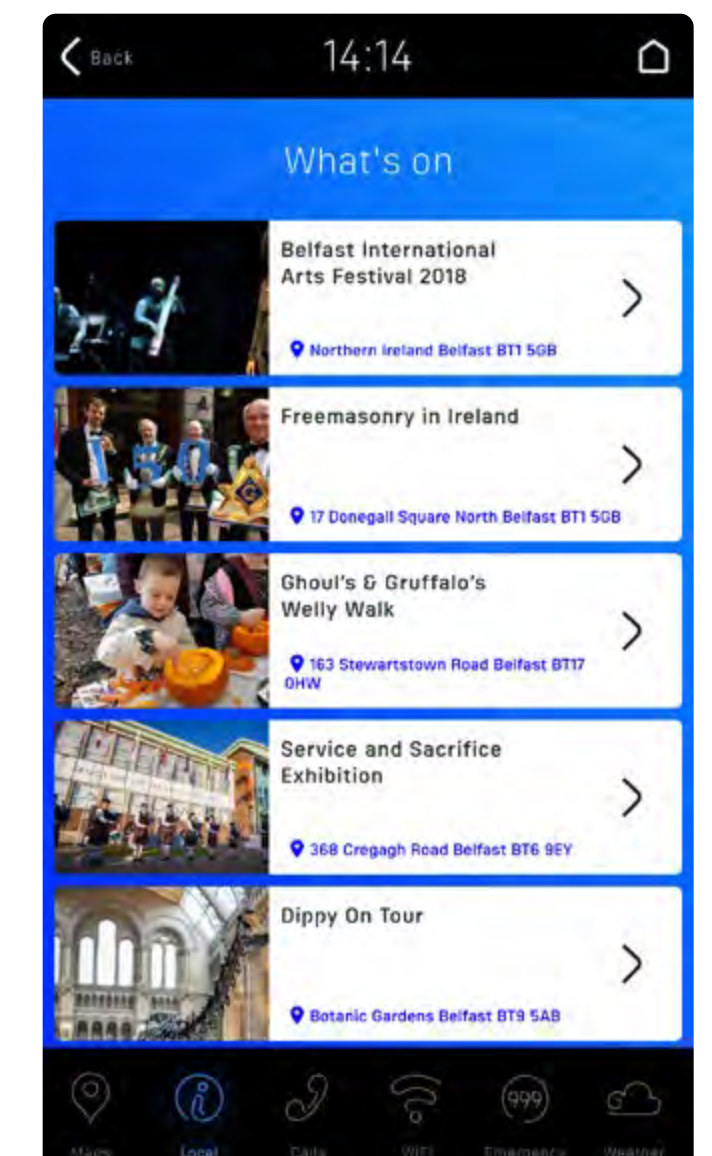 Back
14:14
What's on
Belfast International
Arts Festival 2018
Northern Ireland Belfast BT1 5GB
Freemasonry in Ireland
150
G
17 Donegall Square North Belfast BT1 5GB
Ghoul's & Gruffalo's
Welly Walk
163 Stewartstown Road Belfast BT17
0HW
Service and Sacrifice
Exhibition
368 Cregagh Road Belfast BT6 9EY
Dippy On Tour
Botanic Gardens Belfast BT9 5AB
999
Maps Local Calls WiFi Emergency Weather